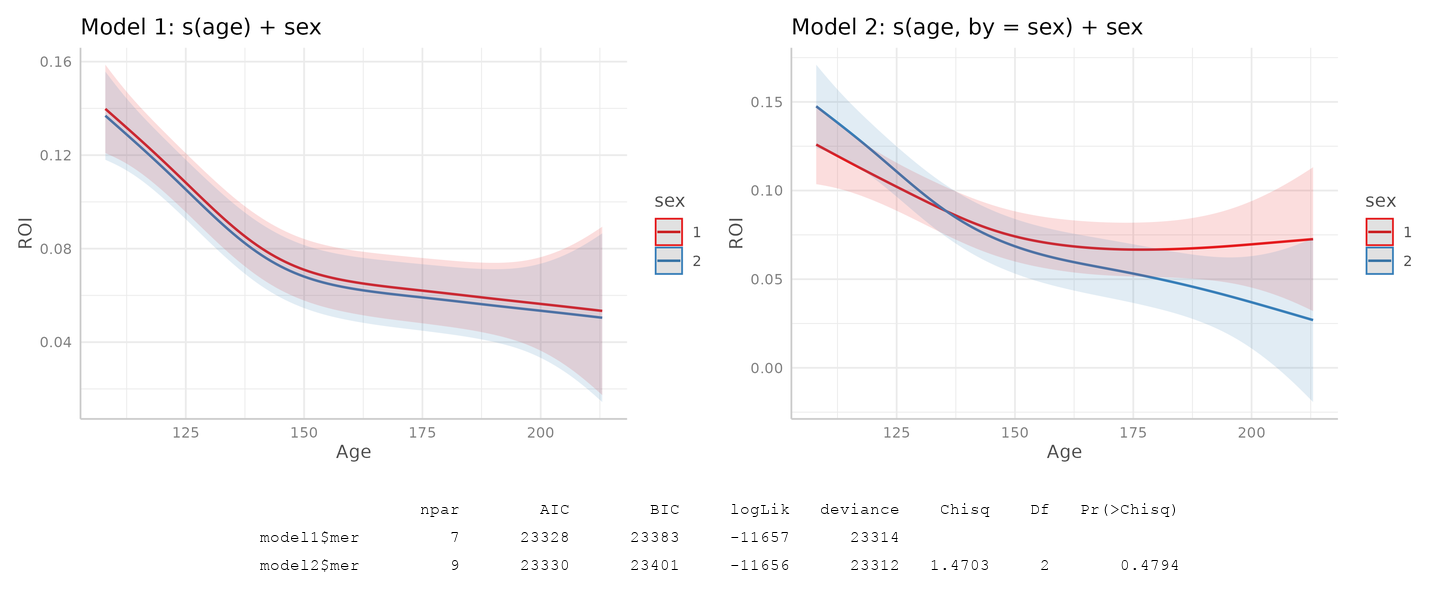 Model 1: s(age) + sex
0.16
0.12
0.08
0.04
ROI
125 150 175 200
Age
sex
1
2
Model 2: s(age, by = sex) + sex
0.15
0.10
0.05
0.00
ROI
125 150 175 200
Age
sex
1
2
npar AIC BIC logLik deviance Chisq Df Pr(>Chisq)
model1$mer 7 23328 23383 -11657 23314
model2$mer 9 23330 23401 -11656 23312 1.4703 2 0.4794